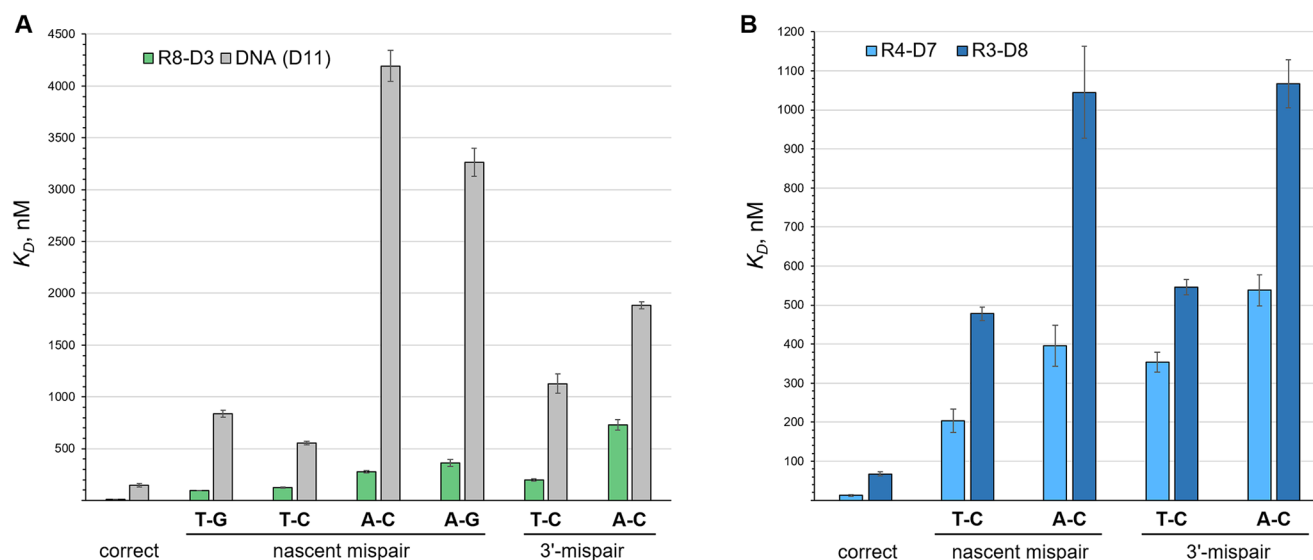 A
R8-D3 DNA (D11)
K_D, nM
4500
4000
3500
3000
2500
2000
1500
1000
500
T-G T-C A-C A-G T-C A-C
correct nascent mispair 3'-mispair
B
R4-D7 R3-D8
K_D, nM
1200
1100
1000
900
800
700
600
500
400
300
200
100
T-C A-C T-C A-C
correct nascent mispair 3'-mispair